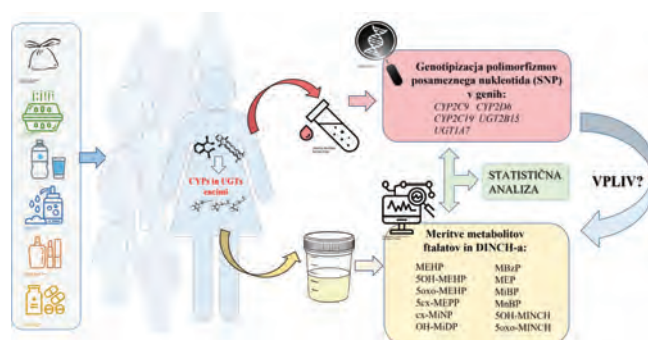 Genotipizacija polimorfizmov
posameznega nukleotida (SNP)
v genih:
CYP2C9 CYP2D6
CYP2C19 UGT2B15
UGT1A7
CYPs in UGTs
encimi
STATISTIČNA
ANALIZA
VPLIV?
Meritve metabolitov
ftalatov in DINCH-a:
MEHP
5OH-MEHP
5oxo-MEHP
5cx-MEPP
cx-MiNP
OH-MiDP
MBzP
MEP
MiBP
MnBP
5OH-MINCH
5oxo-MINCH